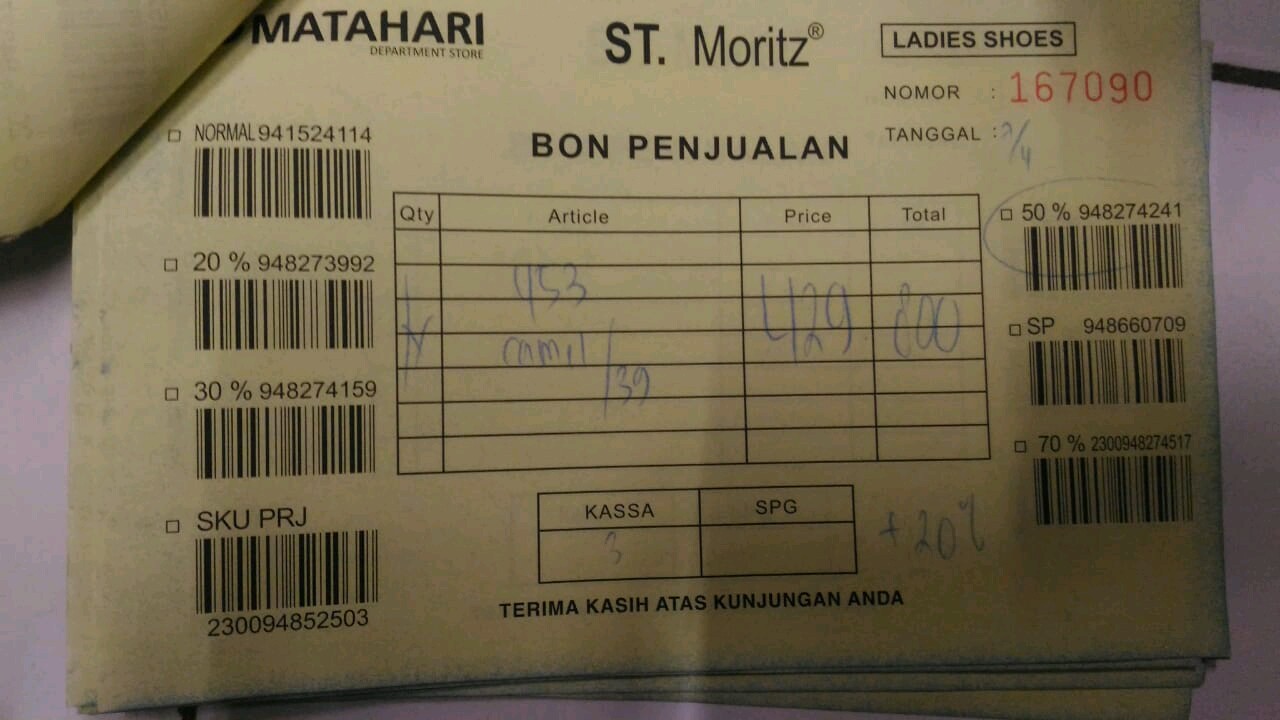 MATAHARI
DEPARTMENT STORE
ST. Moritz®
LADIES SHOES
NOMOR : 167090
TANGGAL : 2/4
BON PENJUALAN
NORMAL 941524114
20 % 948273992
30 % 948274159
SKU PRJ
230094852503
Qty Article Price Total
453
429 800
/39
50 % 948274241
SP 948660709
70 % 2300948274517
KASSA SPG
3
+ 20%
TERIMA KASIH ATAS KUNJUNGAN ANDA